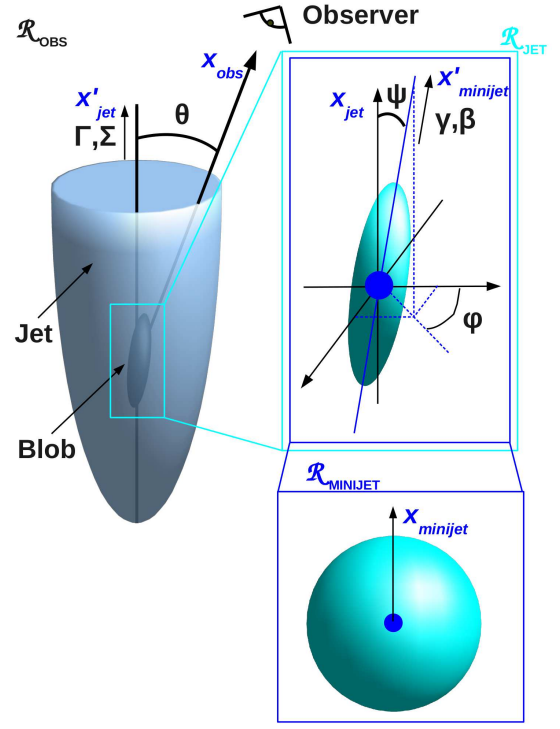 Observer
ℛOBS
ℛJET
xobs
x'jet
Γ,Σ
θ
xjet
ψ
x'minijet
γ,β
φ
Jet
Blob
ℛMINIJET
xminijet